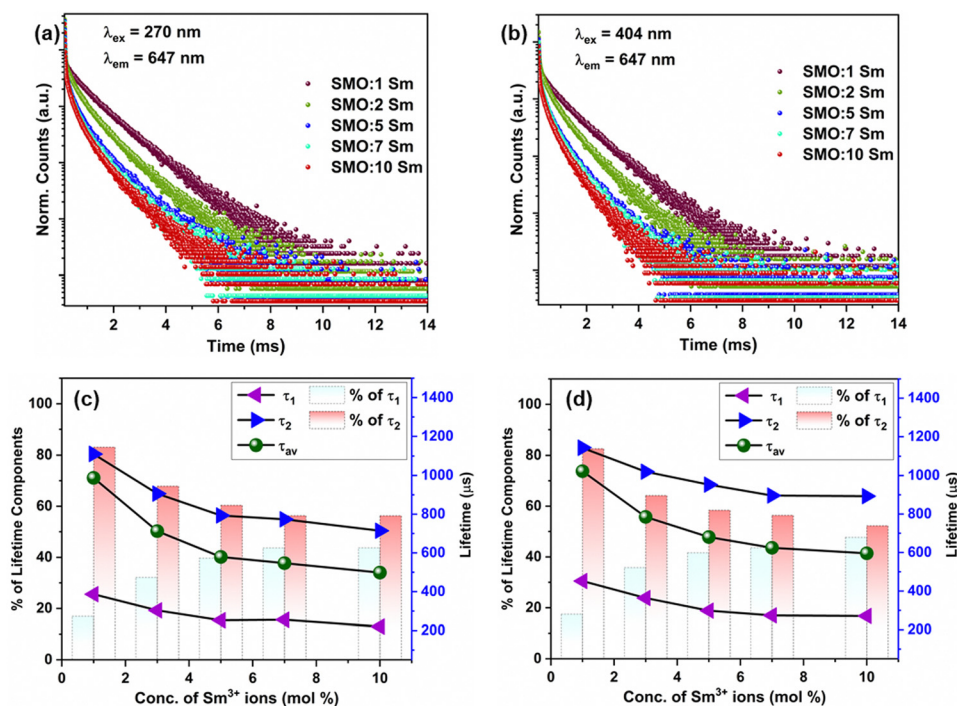 (a)
λex = 270 nm
λem = 647 nm
SMO:1 Sm
SMO:2 Sm
SMO:5 Sm
SMO:7 Sm
SMO:10 Sm
Norm. Counts (a.u.)
2 4 6 8 10 12 14
Time (ms)
(b)
λex = 404 nm
λem = 647 nm
SMO:1 Sm
SMO:2 Sm
SMO:5 Sm
SMO:7 Sm
SMO:10 Sm
Norm. Counts (a.u.)
2 4 6 8 10 12 14
Time (ms)
(c)
τ1 % of τ1
τ2 % of τ2
τav
% of Lifetime Components
100
80
60
40
20
0
1400
1200
1000
800
600
400
200
Lifetime (μs)
0 2 4 6 8 10
Conc. of Sm3+ ions (mol %)
(d)
τ1 % of τ1
τ2 % of τ2
τav
% of Lifetime Components
100
80
60
40
20
0
1400
1200
1000
800
600
400
200
Lifetime (μs)
0 2 4 6 8 10
Conc. of Sm3+ ions (mol %)